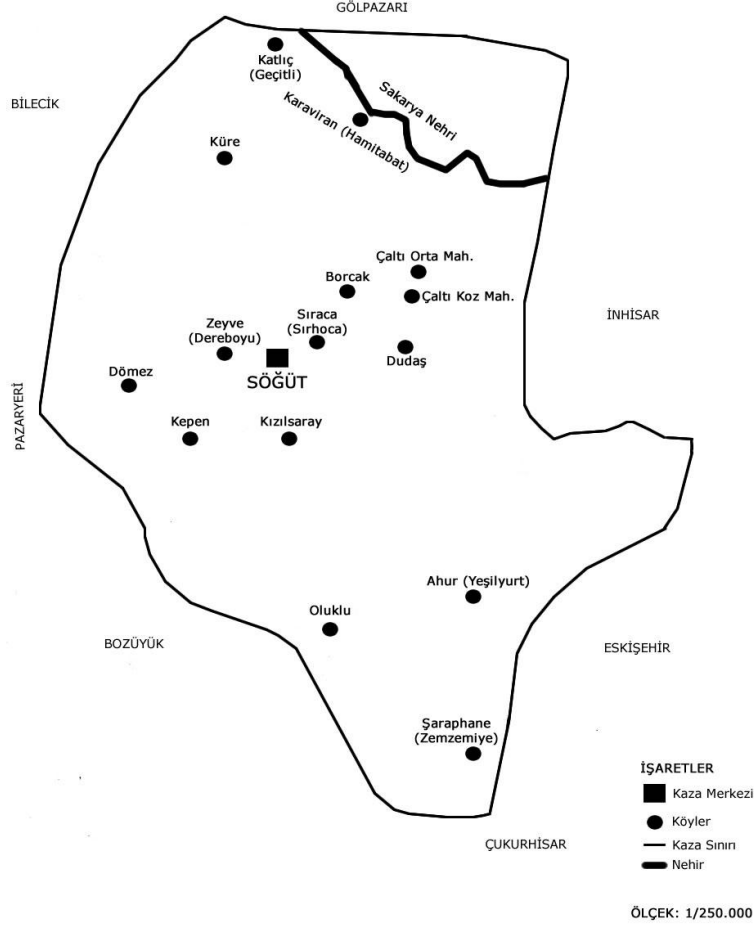 GÖLPAZARI
Katlıç
(Geçitli)
BİLECİK
Sakarya Nehri
Karaviran (Hamitabat)
Küre
Çaltı Orta Mah.
Borcak
Çaltı Koz Mah.
İNHİSAR
Sıraca
(Sırhoca)
Zeyve
(Dereboyu)
Dudaş
SÖĞÜT
Dömez
PAZARYERİ
Kepen
Kızılsaray
Ahur (Yeşilyurt)
Oluklu
BOZÜYÜK
ESKİŞEHİR
Şaraphane
(Zemzemiye)
ÇUKURHİSAR
İŞARETLER
Kaza Merkezi
Köyler
Kaza Sınırı
Nehir
ÖLÇEK: 1/250.000